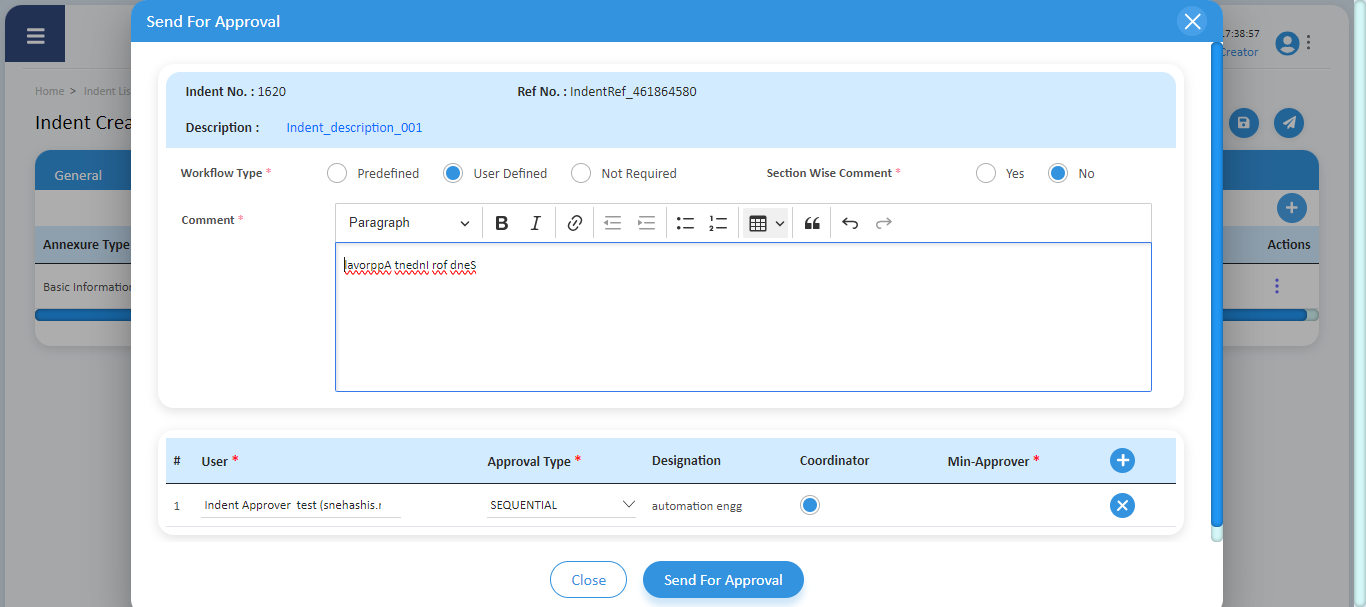 Send For Approval
17:38:57
Creator
Home > Indent Lis
Indent Crea
General
Annexure Type
Actions
Basic Information
Indent No. : 1620
Ref No. : IndentRef_461864580
Description : Indent_description_001
Workflow Type * Predefined User Defined Not Required
Section Wise Comment * Yes No
Comment *
Paragraph B I
lavorppA tnednI rof dneS
# User * Approval Type * Designation Coordinator Min-Approver *
1 Indent Approver test (snehashis.r SEQUENTIAL automation engg
Close Send For Approval